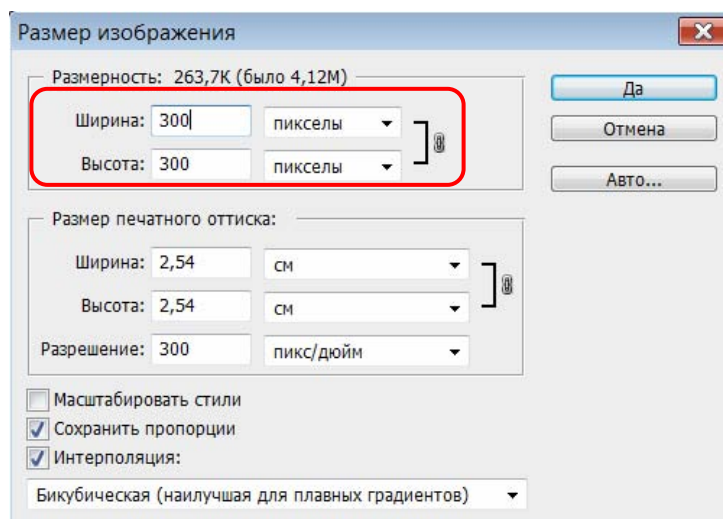 Размер изображения
Размерность: 263,7К (было 4,12М)
Ширина: 300 пикселы
Высота: 300 пикселы
Да
Отмена
Авто...
Размер печатного оттиска:
Ширина: 2,54 см
Высота: 2,54 см
Разрешение: 300 пикс/дюйм
Масштабировать стили
Сохранить пропорции
Интерполяция:
Бикубическая (наилучшая для плавных градиентов)